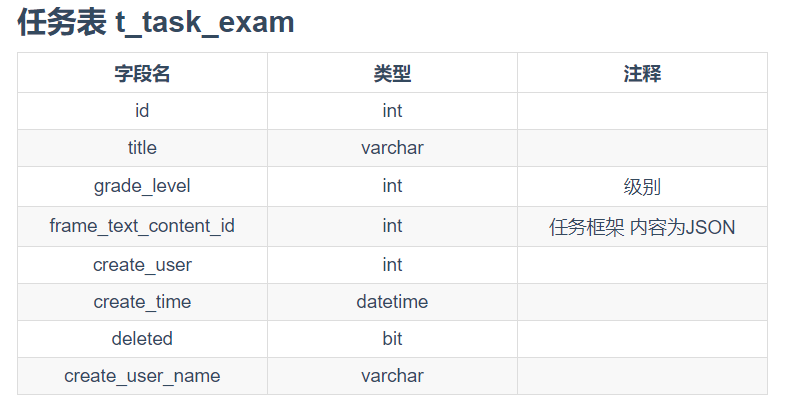 任务表 t_task_exam
字段名 类型 注释
id int
title varchar
grade_level int 级别
frame_text_content_id int 任务框架 内容为JSON
create_user int
create_time datetime
deleted bit
create_user_name varchar